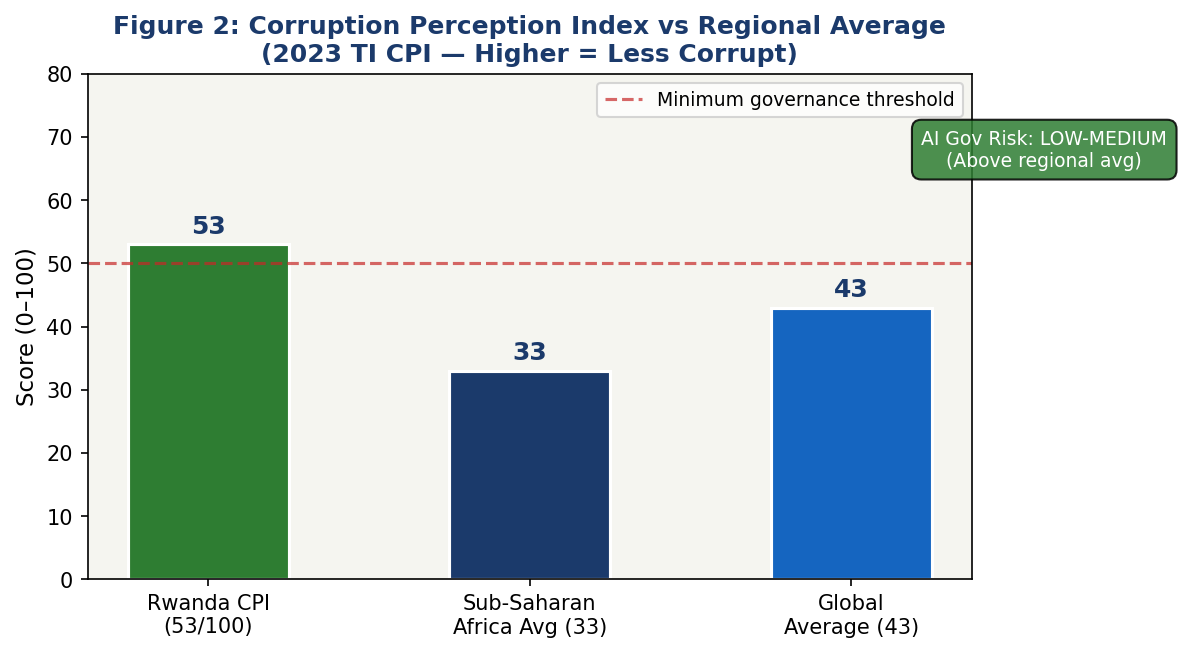 Figure 2: Corruption Perception Index vs Regional Average
(2023 TI CPI — Higher = Less Corrupt)
Minimum governance threshold
AI Gov Risk: LOW-MEDIUM
(Above regional avg)
Score (0–100)
80
70
60
50
40
30
20
10
0
53
33
43
Rwanda CPI
(53/100)
Sub-Saharan
Africa Avg (33)
Global
Average (43)